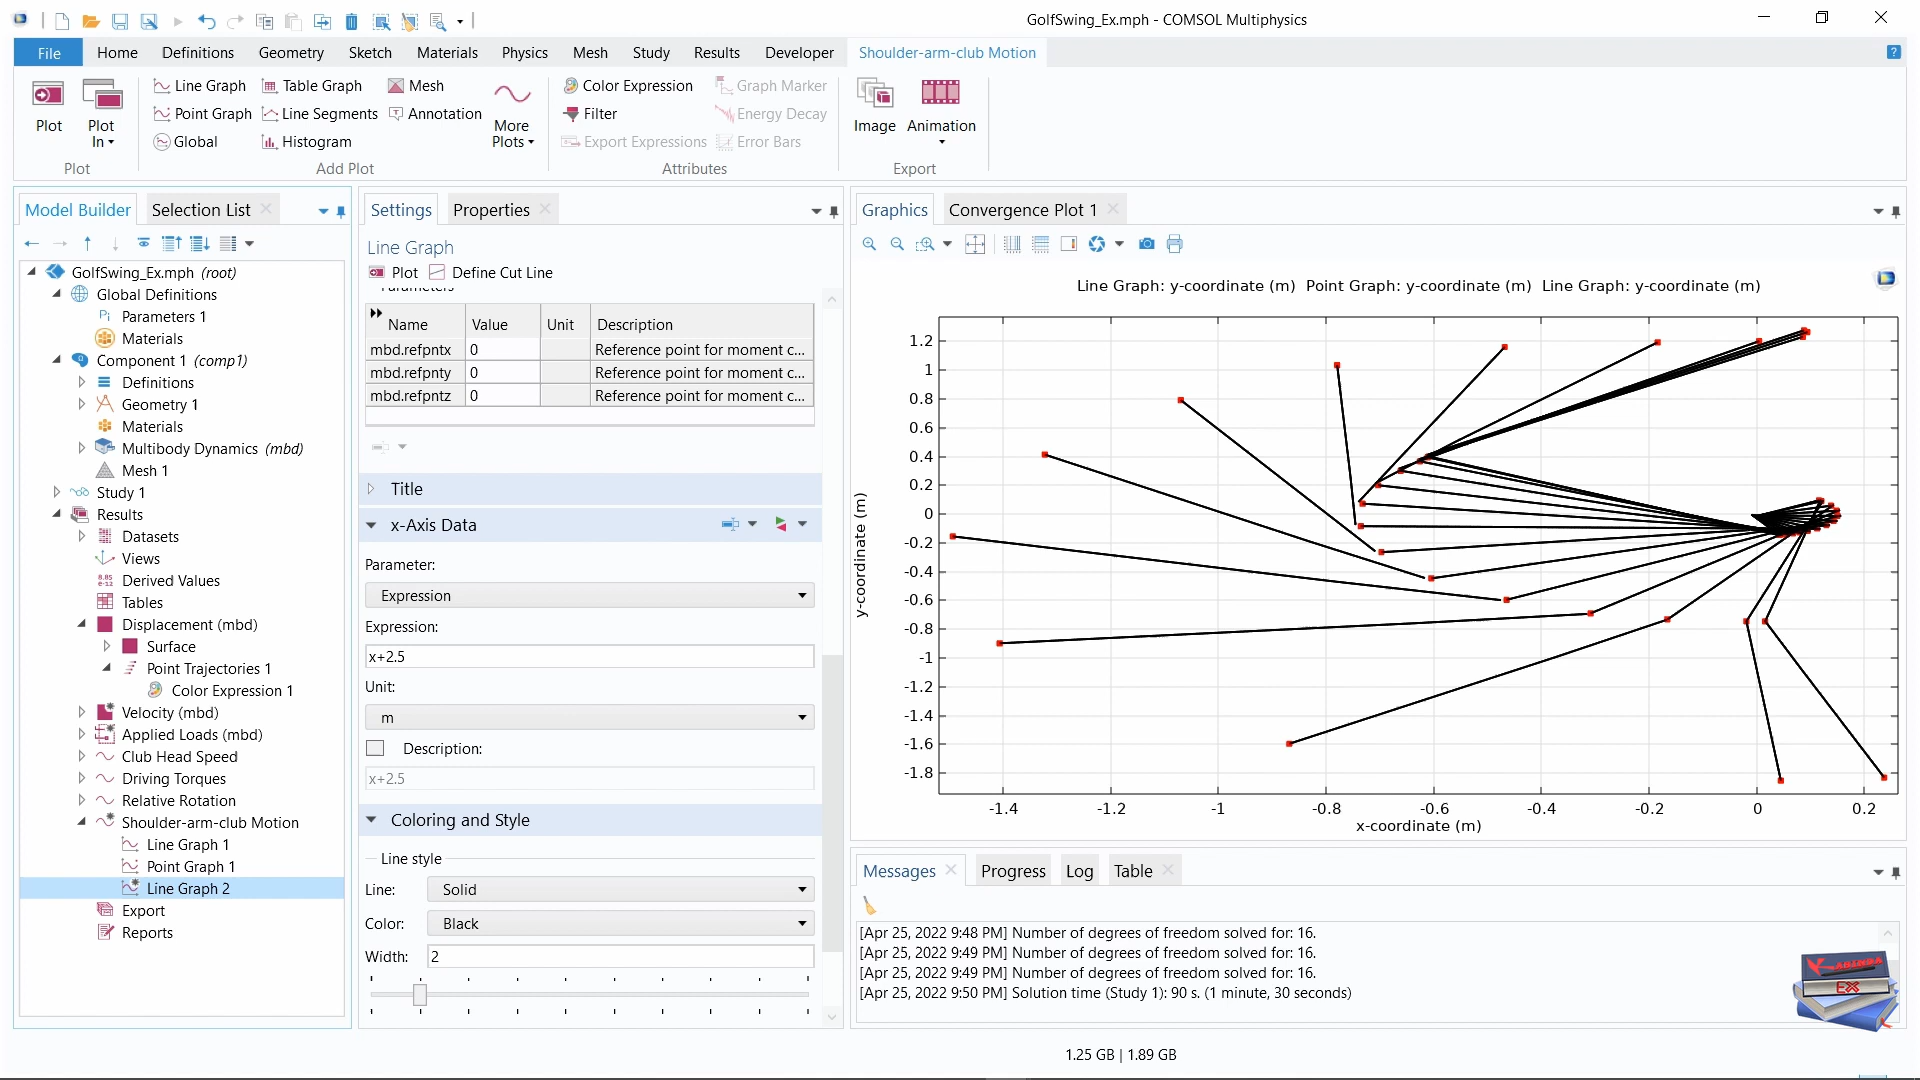 GolfSwing_Ex.mph - COMSOL Multiphysics
File Home Definitions Geometry Sketch Materials Physics Mesh Study Results Developer Shoulder-arm-club Motion
Plot
Plot In
Line Graph
Point Graph
Global
Table Graph
Line Segments
Histogram
Mesh
Annotation
More Plots
Color Expression
Filter
Export Expressions
Graph Marker
Energy Decay
Error Bars
Image
Animation
Plot Add Plot Attributes Export
Model Builder Selection List
GolfSwing_Ex.mph (root)
Global Definitions
Pi Parameters 1
Materials
Component 1 (comp1)
Definitions
Geometry 1
Materials
Multibody Dynamics (mbd)
Mesh 1
Study 1
Results
Datasets
Views
8.85
e-12
Derived Values
Tables
Displacement (mbd)
Surface
Point Trajectories 1
Color Expression 1
Velocity (mbd)
Applied Loads (mbd)
Club Head Speed
Driving Torques
Relative Rotation
Shoulder-arm-club Motion
Line Graph 1
Point Graph 1
Line Graph 2
Export
Reports
Settings Properties
Line Graph
Plot Define Cut Line
Parameters
Name Value Unit Description
mbd.refpntx 0 Reference point for moment c...
mbd.refpnty 0 Reference point for moment c...
mbd.refpntz 0 Reference point for moment c...
Title
x-Axis Data
Parameter:
Expression
Expression:
x+2.5
Unit:
m
Description:
x+2.5
Coloring and Style
Line style
Line: Solid
Color: Black
Width: 2
Graphics Convergence Plot 1
Line Graph: y-coordinate (m) Point Graph: y-coordinate (m) Line Graph: y-coordinate (m)
y-coordinate (m)
1.2
1
0.8
0.6
0.4
0.2
0
-0.2
-0.4
-0.6
-0.8
-1
-1.2
-1.4
-1.6
-1.8
-1.4 -1.2 -1 -0.8 -0.6 -0.4 -0.2 0 0.2
x-coordinate (m)
Messages Progress Log Table
[Apr 25, 2022 9:48 PM] Number of degrees of freedom solved for: 16.
[Apr 25, 2022 9:49 PM] Number of degrees of freedom solved for: 16.
[Apr 25, 2022 9:49 PM] Number of degrees of freedom solved for: 16.
[Apr 25, 2022 9:50 PM] Solution time (Study 1): 90 s. (1 minute, 30 seconds)
EX
1.25 GB | 1.89 GB